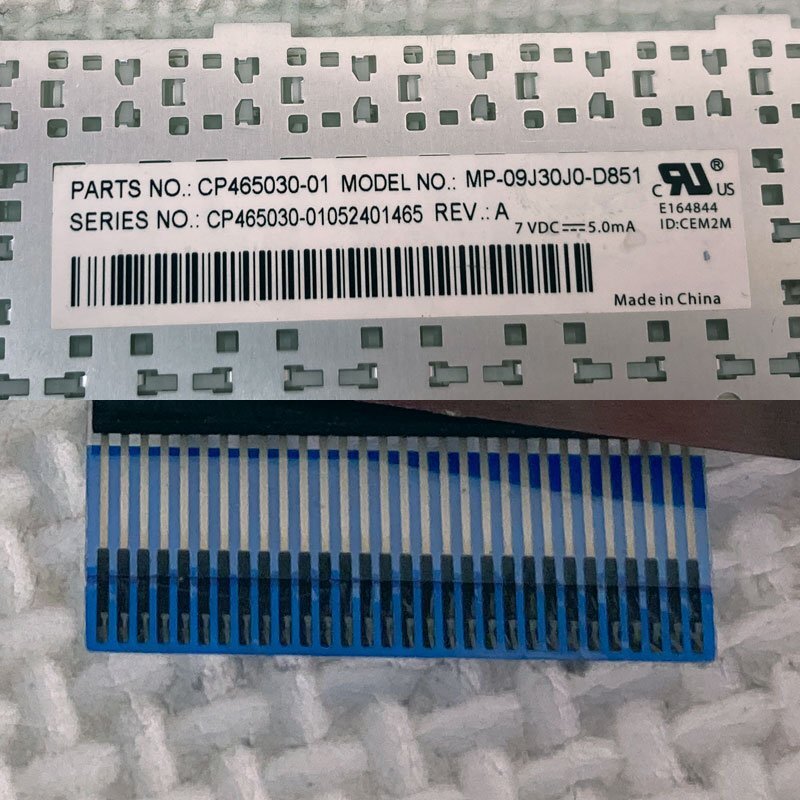 PARTS NO.: CP465030-01 MODEL NO.: MP-09J30J0-D851
SERIES NO.: CP465030-01052401465 REV.: A
7 VDC⎓5.0mA
c RU ® US
E164844
ID:CEM2M
Made in China